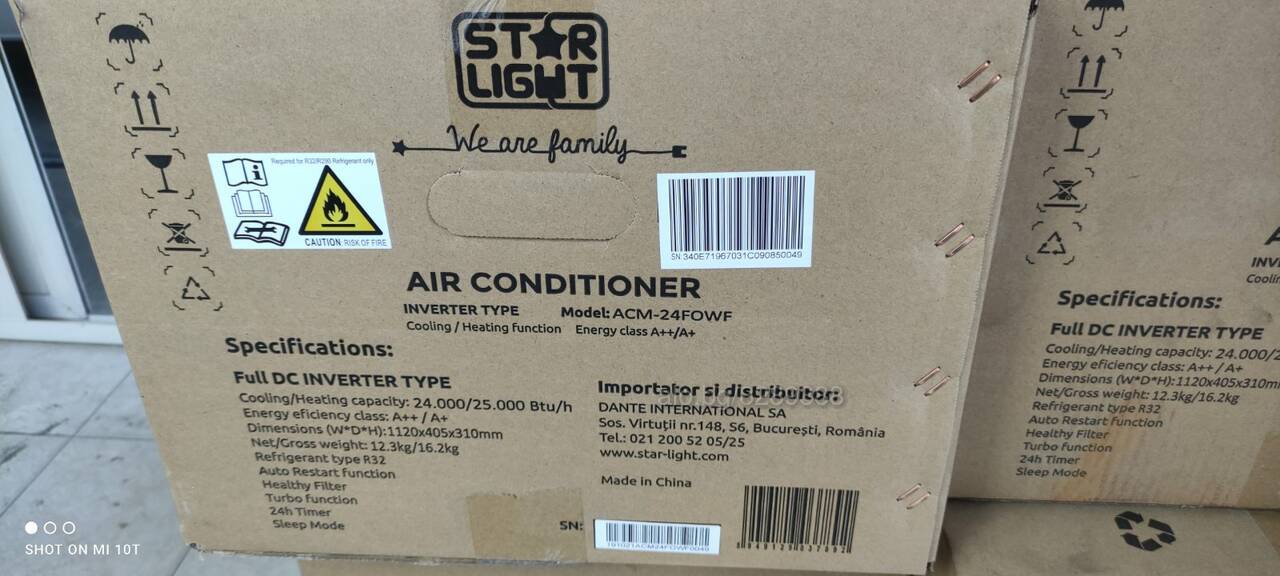 STAR
LIGHT
We are family
Required for R32/R290 Refrigerant only
CAUTION RISK OF FIRE
SN:340E71967031C090850049
AIR CONDITIONER
INVERTER TYPE Model: ACM-24FOWF
Cooling / Heating function Energy class A++/A+
Specifications:
Full DC INVERTER TYPE
Cooling/Heating capacity: 24.000/25.000 Btu/h
Energy eficiency class: A++ / A+
Dimensions (W*D*H):1120x405x310mm
Net/Gross weight: 12.3kg/16.2kg
Refrigerant type R32
Auto Restart function
Healthy Filter
Turbo function
24h Timer
Sleep Mode
Importator si distribuitor:
DANTE INTERNATiONAL SA
Sos. Virtuții nr.148, S6, București, România
Tel.: 021 200 52 05/25
www.star-light.com
Made in China
SN:
191021ACM24FOWF0049
Specifications:
Full DC INVERTER TYPE
Cooling/Heating capacity: 24.000/2
Energy eficiency class: A++ / A+
Dimensions (W*D*H):1120x405x310m
Net/Gross weight: 12.3kg/16.2kg
Refrigerant type R32
Auto Restart function
Healthy Filter
Turbo function
24h Timer
Sleep Mode
SHOT ON MI 10T